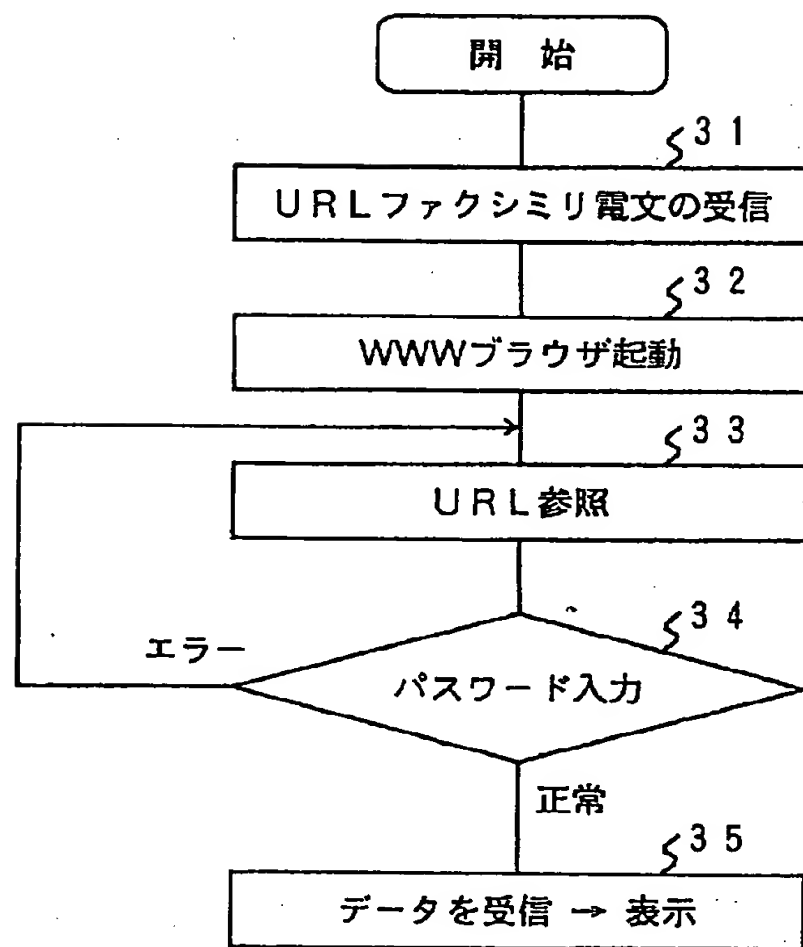 開 始
31
URLファクシミリ電文の受信
32
WWWブラウザ起動
33
URL参照
34
エラー
パスワード入力
正常
35
データを受信 → 表示